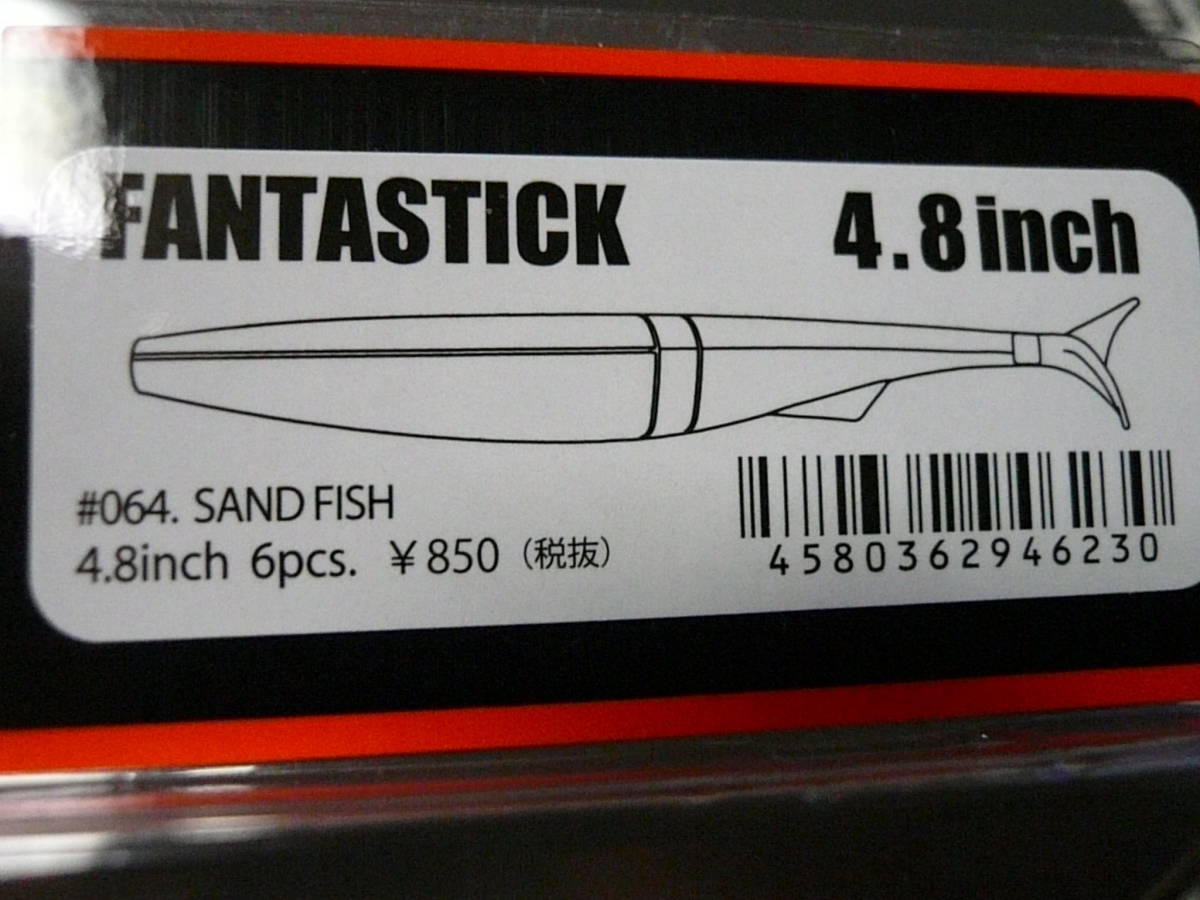 FANTASTICK 4.8inch
#064. SAND FISH
4.8inch 6pcs. ￥850（税抜）
4580362946230